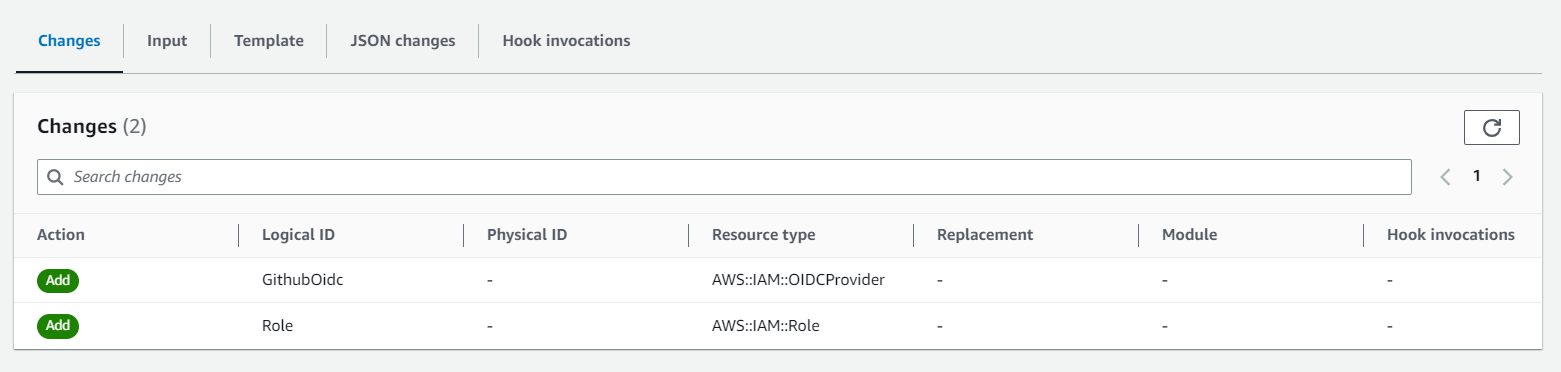 Changes Input Template JSON changes Hook invocations
Changes (2)
Search changes
1
Action Logical ID Physical ID Resource type Replacement Module Hook invocations
Add GithubOidc - AWS::IAM::OIDCProvider - - -
Add Role - AWS::IAM::Role - - -